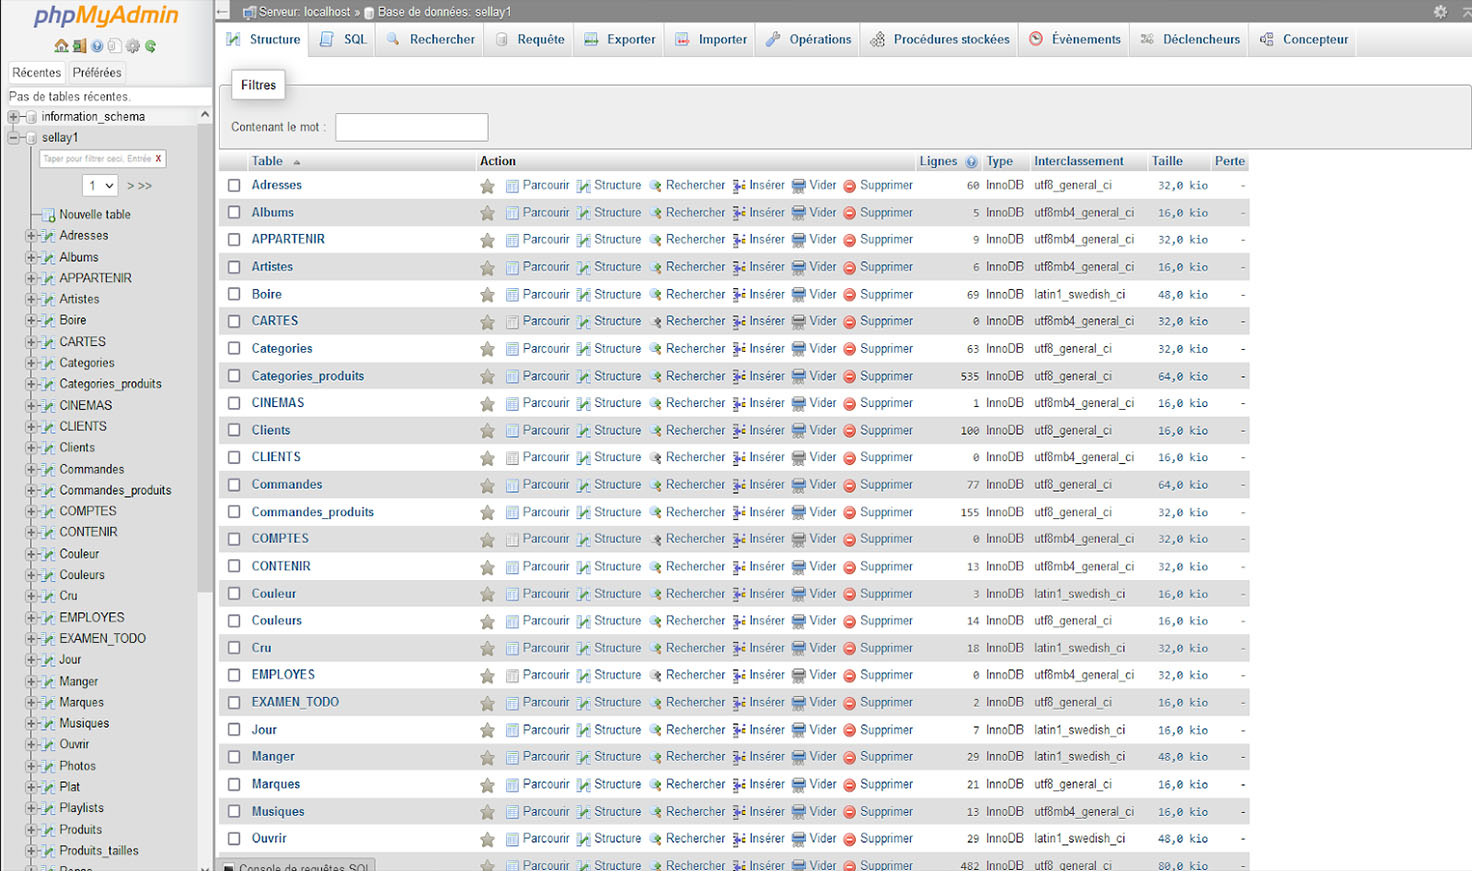 phpMyAdmin
Récentes Préférées
Pas de tables récentes.
information_schema
sellay1
Taper pour filtrer ceci, Entrée X
1 > >>
Nouvelle table
Adresses
Albums
APPARTENIR
Artistes
Boire
CARTES
Categories
Categories_produits
CINEMAS
CLIENTS
Clients
Commandes
Commandes_produits
COMPTES
CONTENIR
Couleur
Couleurs
Cru
EMPLOYES
EXAMEN_TODO
Jour
Manger
Marques
Musiques
Ouvrir
Photos
Plat
Playlists
Produits
Produits_tailles
Serveur: localhost » Base de données: sellay1
Structure SQL Rechercher Requête Exporter Importer Opérations Procédures stockées Évènements Déclencheurs Concepteur
Filtres
Contenant le mot :
Table Action Lignes Type Interclassement Taille Perte
Adresses Parcourir Structure Rechercher Insérer Vider Supprimer 60 InnoDB utf8_general_ci 32,0 kio -
Albums Parcourir Structure Rechercher Insérer Vider Supprimer 5 InnoDB utf8mb4_general_ci 16,0 kio -
APPARTENIR Parcourir Structure Rechercher Insérer Vider Supprimer 9 InnoDB utf8mb4_general_ci 32,0 kio -
Artistes Parcourir Structure Rechercher Insérer Vider Supprimer 6 InnoDB utf8mb4_general_ci 16,0 kio -
Boire Parcourir Structure Rechercher Insérer Vider Supprimer 69 InnoDB latin1_swedish_ci 48,0 kio -
CARTES Parcourir Structure Rechercher Insérer Vider Supprimer 0 InnoDB utf8mb4_general_ci 32,0 kio -
Categories Parcourir Structure Rechercher Insérer Vider Supprimer 63 InnoDB utf8_general_ci 32,0 kio -
Categories_produits Parcourir Structure Rechercher Insérer Vider Supprimer 535 InnoDB utf8_general_ci 64,0 kio -
CINEMAS Parcourir Structure Rechercher Insérer Vider Supprimer 1 InnoDB utf8mb4_general_ci 16,0 kio -
Clients Parcourir Structure Rechercher Insérer Vider Supprimer 100 InnoDB utf8_general_ci 16,0 kio -
CLIENTS Parcourir Structure Rechercher Insérer Vider Supprimer 0 InnoDB utf8mb4_general_ci 16,0 kio -
Commandes Parcourir Structure Rechercher Insérer Vider Supprimer 77 InnoDB utf8_general_ci 64,0 kio -
Commandes_produits Parcourir Structure Rechercher Insérer Vider Supprimer 155 InnoDB utf8_general_ci 32,0 kio -
COMPTES Parcourir Structure Rechercher Insérer Vider Supprimer 0 InnoDB utf8mb4_general_ci 32,0 kio -
CONTENIR Parcourir Structure Rechercher Insérer Vider Supprimer 13 InnoDB utf8mb4_general_ci 32,0 kio -
Couleur Parcourir Structure Rechercher Insérer Vider Supprimer 3 InnoDB latin1_swedish_ci 16,0 kio -
Couleurs Parcourir Structure Rechercher Insérer Vider Supprimer 14 InnoDB utf8_general_ci 16,0 kio -
Cru Parcourir Structure Rechercher Insérer Vider Supprimer 18 InnoDB latin1_swedish_ci 32,0 kio -
EMPLOYES Parcourir Structure Rechercher Insérer Vider Supprimer 0 InnoDB utf8mb4_general_ci 32,0 kio -
EXAMEN_TODO Parcourir Structure Rechercher Insérer Vider Supprimer 2 InnoDB utf8_general_ci 16,0 kio -
Jour Parcourir Structure Rechercher Insérer Vider Supprimer 7 InnoDB latin1_swedish_ci 16,0 kio -
Manger Parcourir Structure Rechercher Insérer Vider Supprimer 29 InnoDB latin1_swedish_ci 48,0 kio -
Marques Parcourir Structure Rechercher Insérer Vider Supprimer 21 InnoDB utf8_general_ci 16,0 kio -
Musiques Parcourir Structure Rechercher Insérer Vider Supprimer 13 InnoDB utf8mb4_general_ci 16,0 kio -
Ouvrir Parcourir Structure Rechercher Insérer Vider Supprimer 29 InnoDB latin1_swedish_ci 48,0 kio -
Parcourir Structure Rechercher Insérer Vider Supprimer 482 InnoDB utf8_general_ci 80,0 kio -
Console de requêtes SQL